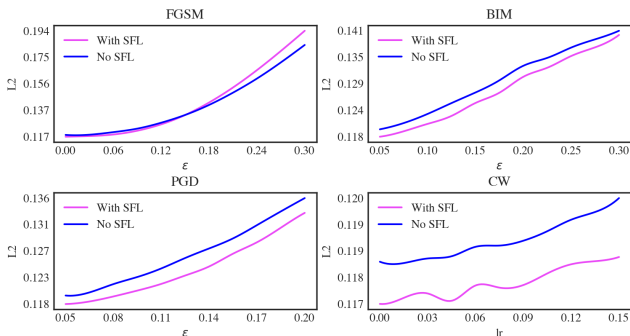 FGSM
0.194
0.175
0.156
0.137
0.117
L2
With SFL
No SFL
0.00 0.06 0.12 0.18 0.24 0.30
ε
BIM
0.141
0.135
0.129
0.124
0.118
L2
With SFL
No SFL
0.05 0.10 0.06 0.20 0.25 0.30
ε
PGD
0.136
0.131
0.127
0.123
0.118
L2
With SFL
No SFL
0.05 0.08 0.11 0.14 0.17 0.20
ε
CW
0.120
0.119
0.119
0.118
0.117
L2
With SFL
No SFL
0.00 0.03 0.06 0.09 0.12 0.15
lr